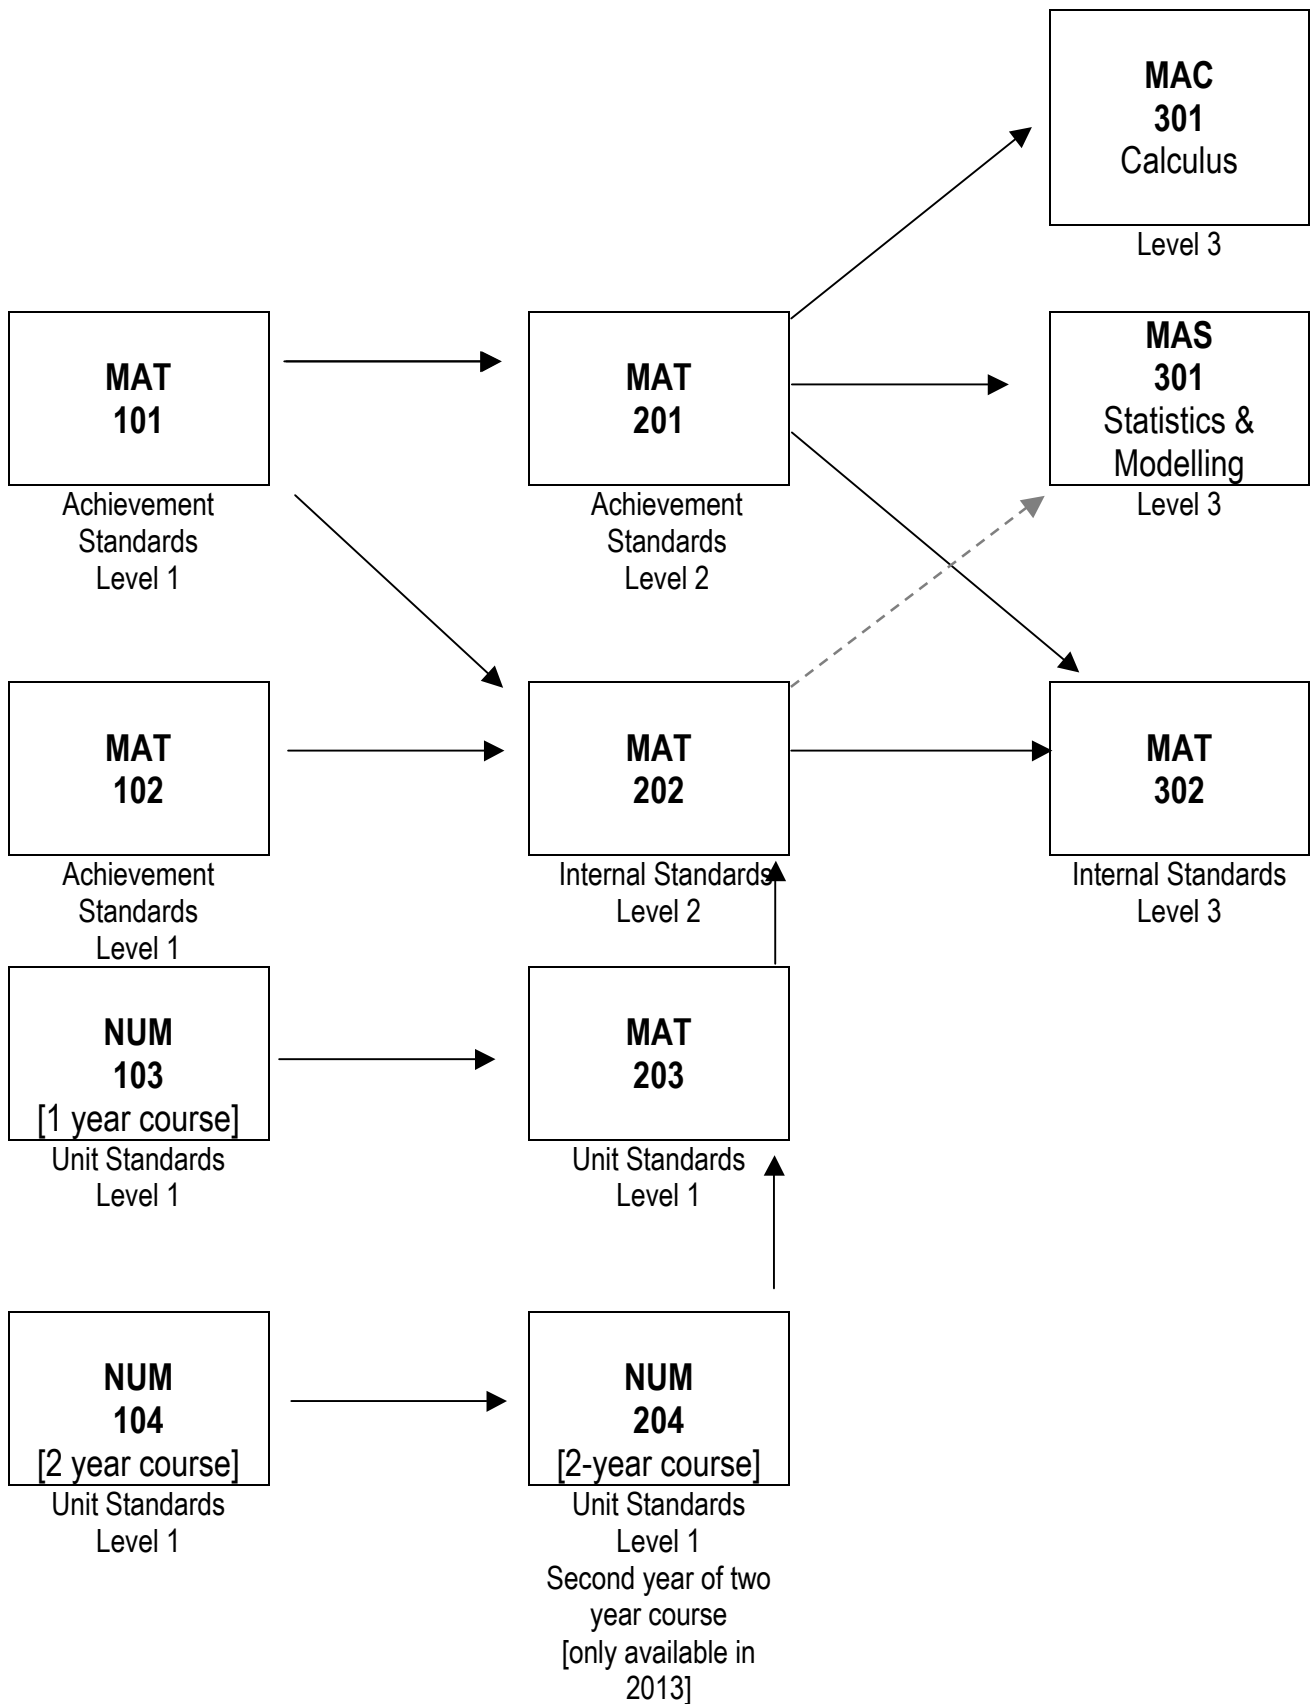 MAC
301
Calculus
Level 3
MAT
101
Achievement
Standards
Level 1
MAT
201
Achievement
Standards
Level 2
MAS
301
Statistics &
Modelling
Level 3
MAT
102
Achievement
Standards
Level 1
MAT
202
Internal Standards
Level 2
MAT
302
Internal Standards
Level 3
NUM
103
[1 year course]
Unit Standards
Level 1
MAT
203
Unit Standards
Level 1
NUM
104
[2 year course]
Unit Standards
Level 1
NUM
204
[2-year course]
Unit Standards
Level 1
Second year of two
year course
[only available in
2013]